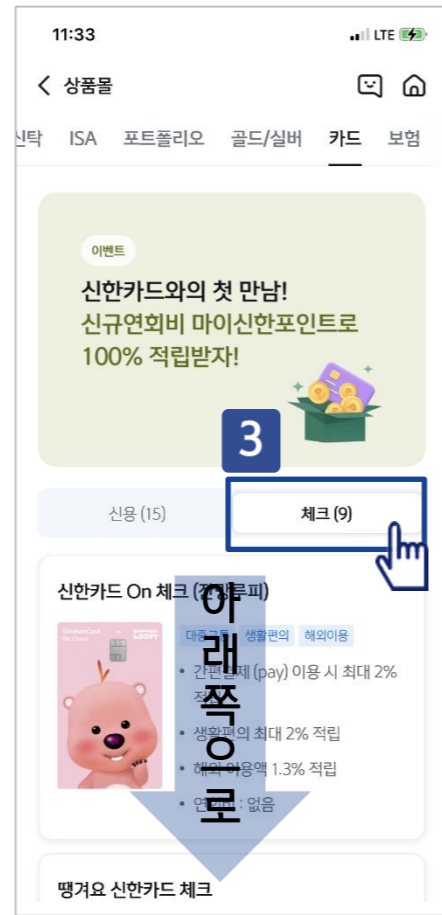 11:33
LTE
상품몰
신탁 ISA 포트폴리오 골드/실버 카드 보험
이벤트
신한카드와의 첫 만남!
신규연회비 마이신한포인트로
100% 적립받자!
3
신용 (15)
체크 (9)
신한카드 On 체크 (잔망루피)
LOOPY
생활편의 해외이용
간편결제 (pay) 이용 시 최대 2%
생활편의 최대 2% 적립
해외 이용액 1.3% 적립
연회비 : 없음
아
래
쪽
으
로
땡겨요 신한카드 체크